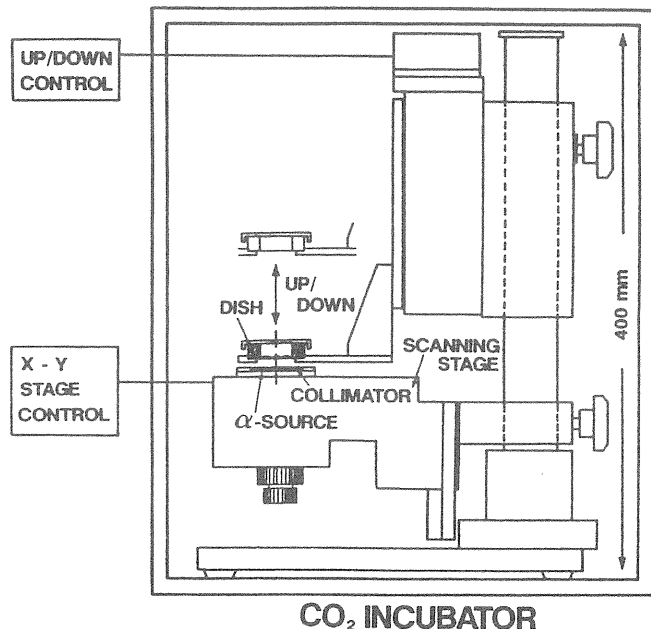 UP/DOWN
CONTROL
UP/
DOWN
DISH
X - Y
STAGE
CONTROL
SCANNING
STAGE
COLLIMATOR
α-SOURCE
400 mm
CO₂ INCUBATOR